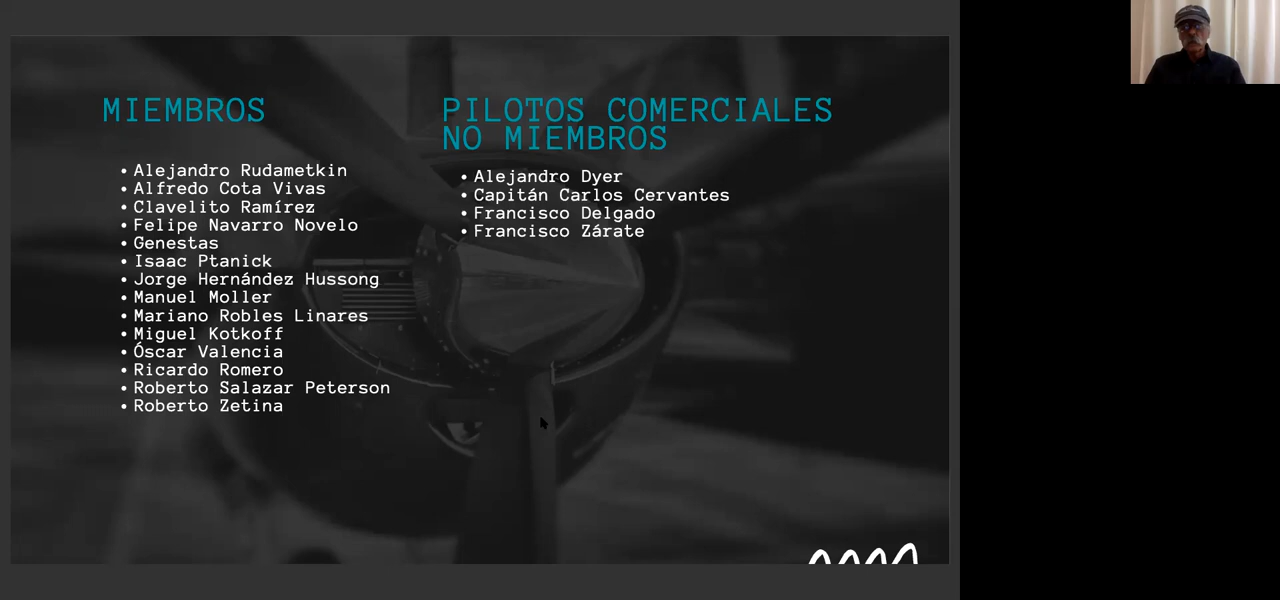 MIEMBROS
Alejandro Rudametkin
Alfredo Cota Vivas
Clavelito Ramírez
Felipe Navarro Novelo
Genestas
Isaac Ptanick
Jorge Hernández Hussong
Manuel Moller
Mariano Robles Linares
Miguel Kotkoff
Óscar Valencia
Ricardo Romero
Roberto Salazar Peterson
Roberto Zetina
PILOTOS COMERCIALES
NO MIEMBROS
Alejandro Dyer
Capitán Carlos Cervantes
Francisco Delgado
Francisco Zárate